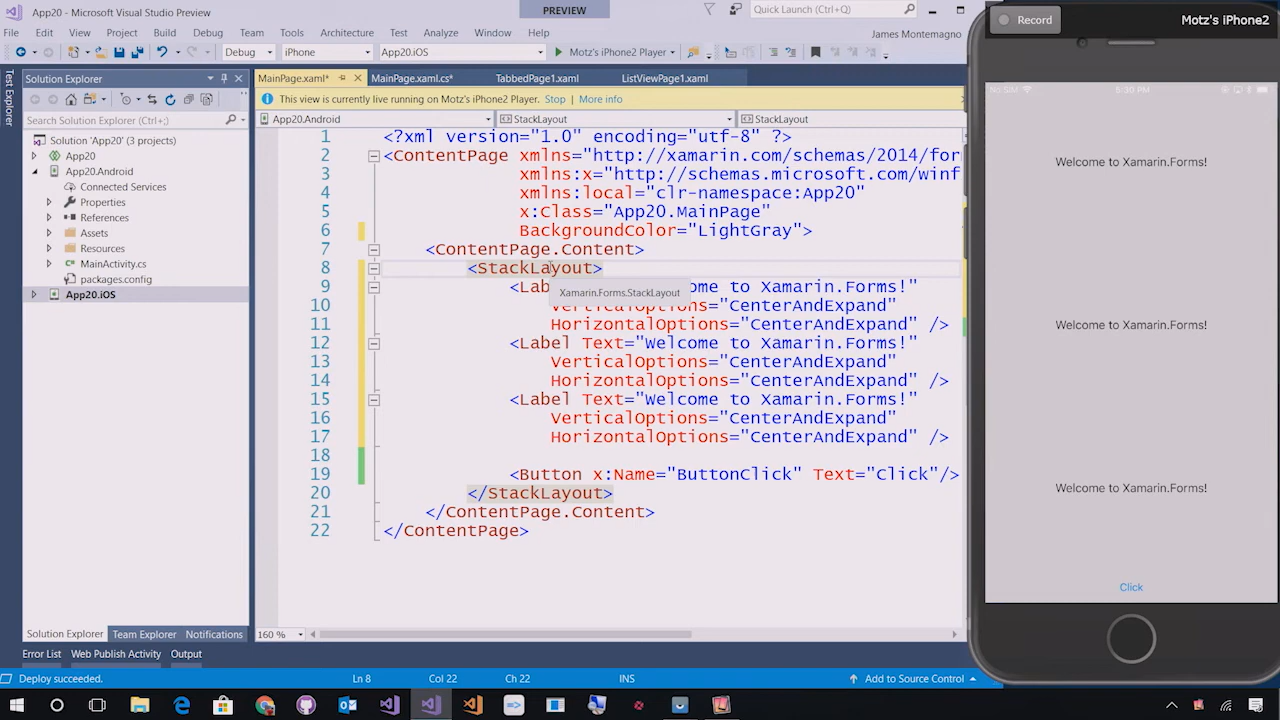 App20 - Microsoft Visual Studio Preview
PREVIEW
Quick Launch (Ctrl+Q)
File Edit View Project Build Debug Team Tools Architecture Test Analyze Window Help
James Montemagno
Debug iPhone App20.iOS Motz's iPhone2 Player
Test Explorer
Solution Explorer
Search Solution Explorer (Ctrl+;)
Solution 'App20' (3 projects)
App20
App20.Android
Connected Services
Properties
References
Assets
Resources
MainActivity.cs
packages.config
App20.iOS
Solution Explorer Team Explorer Notifications
MainPage.xaml* MainPage.xaml.cs* TabbedPage1.xaml ListViewPage1.xaml
This view is currently live running on Motz's iPhone2 Player. Stop | More info
App20.Android StackLayout StackLayout
1 <?xml version="1.0" encoding="utf-8" ?>
2 <ContentPage xmlns="http://xamarin.com/schemas/2014/for
3 xmlns:x="http://schemas.microsoft.com/winf
4 xmlns:local="clr-namespace:App20"
5 x:Class="App20.MainPage"
6 BackgroundColor="LightGray">
7 <ContentPage.Content>
8 <StackLayout>
9 <Lab ome to Xamarin.Forms!"
Xamarin.Forms.StackLayout
10 VerticalOptions="CenterAndExpand"
11 HorizontalOptions="CenterAndExpand" />
12 <Label Text="Welcome to Xamarin.Forms!"
13 VerticalOptions="CenterAndExpand"
14 HorizontalOptions="CenterAndExpand" />
15 <Label Text="Welcome to Xamarin.Forms!"
16 VerticalOptions="CenterAndExpand"
17 HorizontalOptions="CenterAndExpand" />
18
19 <Button x:Name="ButtonClick" Text="Click"/>
20 </StackLayout>
21 </ContentPage.Content>
22 </ContentPage>
160 %
Error List Web Publish Activity Output
Deploy succeeded. Ln 8 Col 22 Ch 22 INS Add to Source Control
Record Motz's iPhone2
No SIM 5:30 PM
Welcome to Xamarin.Forms!
Welcome to Xamarin.Forms!
Welcome to Xamarin.Forms!
Click